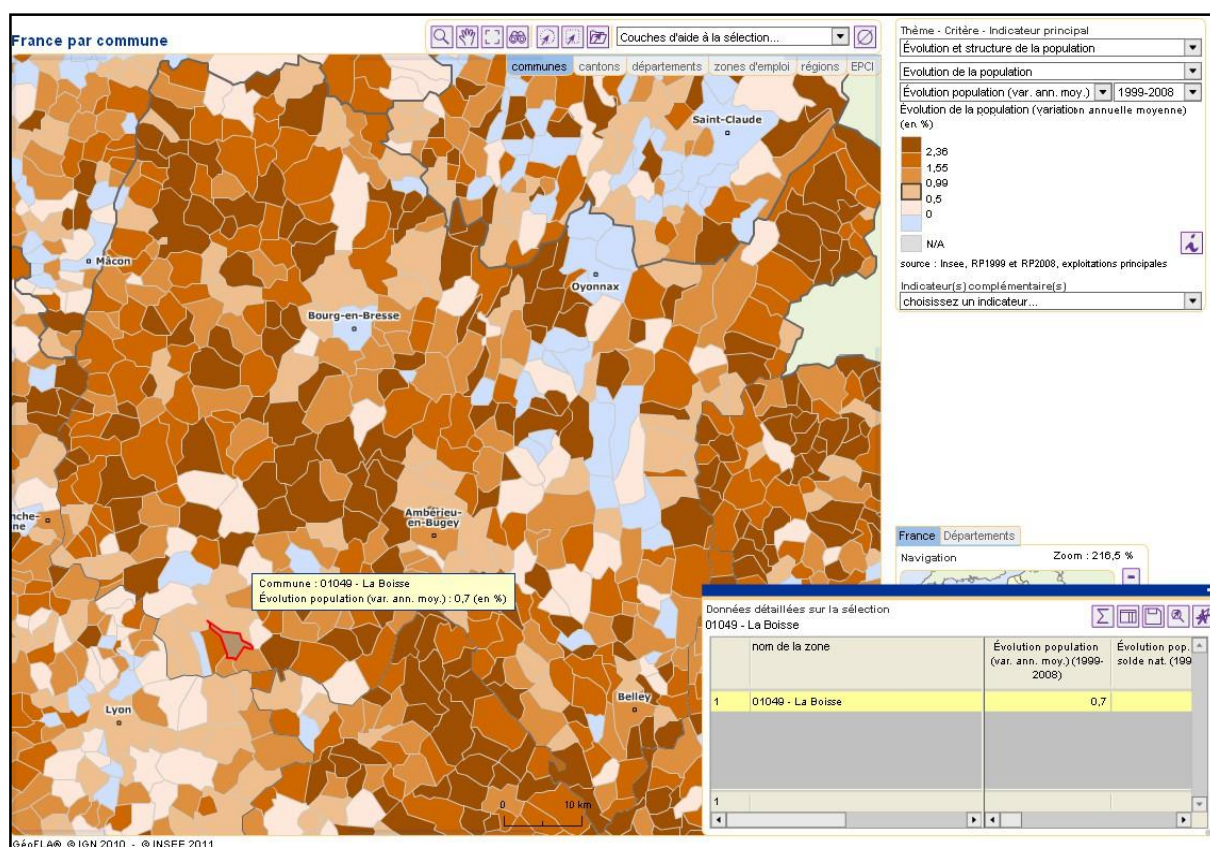 France par commune
Couches d'aide à la sélection...
communes cantons départements zones d'emploi régions EPCI
Saint-Claude
Mâcon
Oyonnax
Bourg-en-Bresse
Ambérieu-
en-Bugey
nche-
ne
Commune : 01049 - La Boisse
Évolution population (var. ann. moy.) : 0,7 (en %)
Lyon
Belley
0 10 km
GéoFLA® @ IGN 2010 - @ INSEE 2011
Thème - Critère - Indicateur principal
Évolution et structure de la population
Evolution de la population
Évolution population (var. ann. moy.) 1999-2008
Évolution de la population (variation annuelle moyenne)
(en %)
2,36
1,55
0,99
0,5
0
N/A
source : Insee, RP1999 et RP2008, exploitations principales
Indicateur(s) complémentaire(s)
choisissez un indicateur...
France Départements
Navigation Zoom : 216,5 %
Données détaillées sur la sélection
01049 - La Boisse
nom de la zone Évolution population Évolution pop.
(var. ann. moy.) (1999- solde nat. (199
2008)
1 01049 - La Boisse 0,7
1